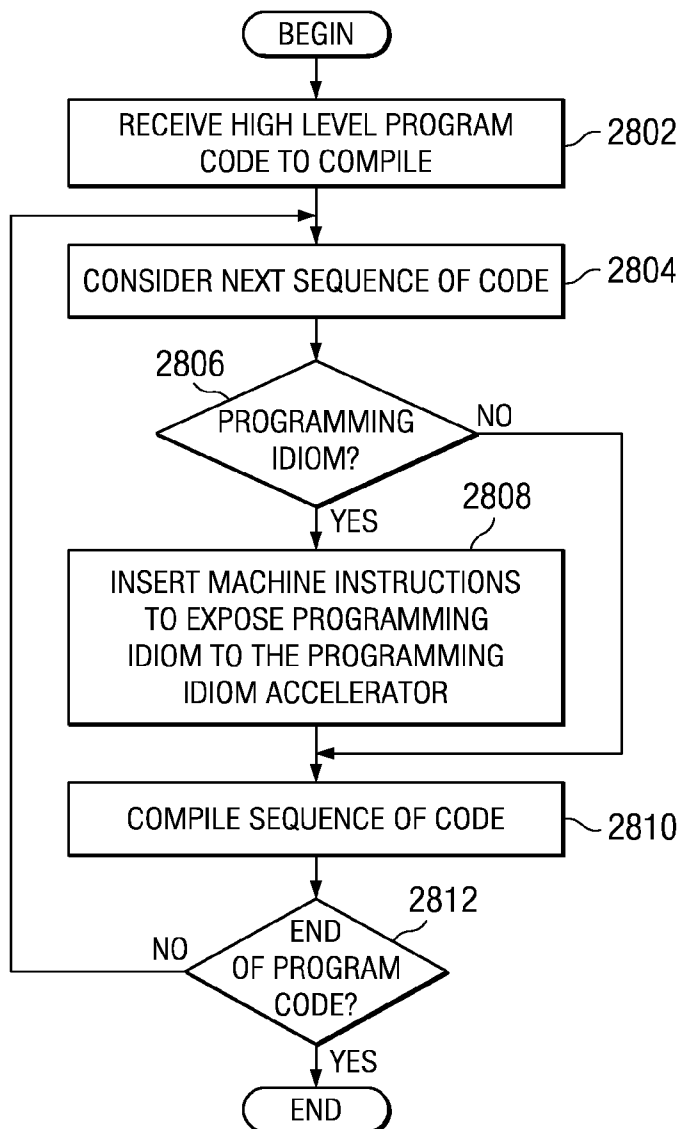 BEGIN
RECEIVE HIGH LEVEL PROGRAM
CODE TO COMPILE
2802
CONSIDER NEXT SEQUENCE OF CODE
2804
2806
PROGRAMMING
IDIOM?
NO
YES
2808
INSERT MACHINE INSTRUCTIONS
TO EXPOSE PROGRAMMING
IDIOM TO THE PROGRAMMING
IDIOM ACCELERATOR
COMPILE SEQUENCE OF CODE
2810
2812
NO
END
OF PROGRAM
CODE?
YES
END